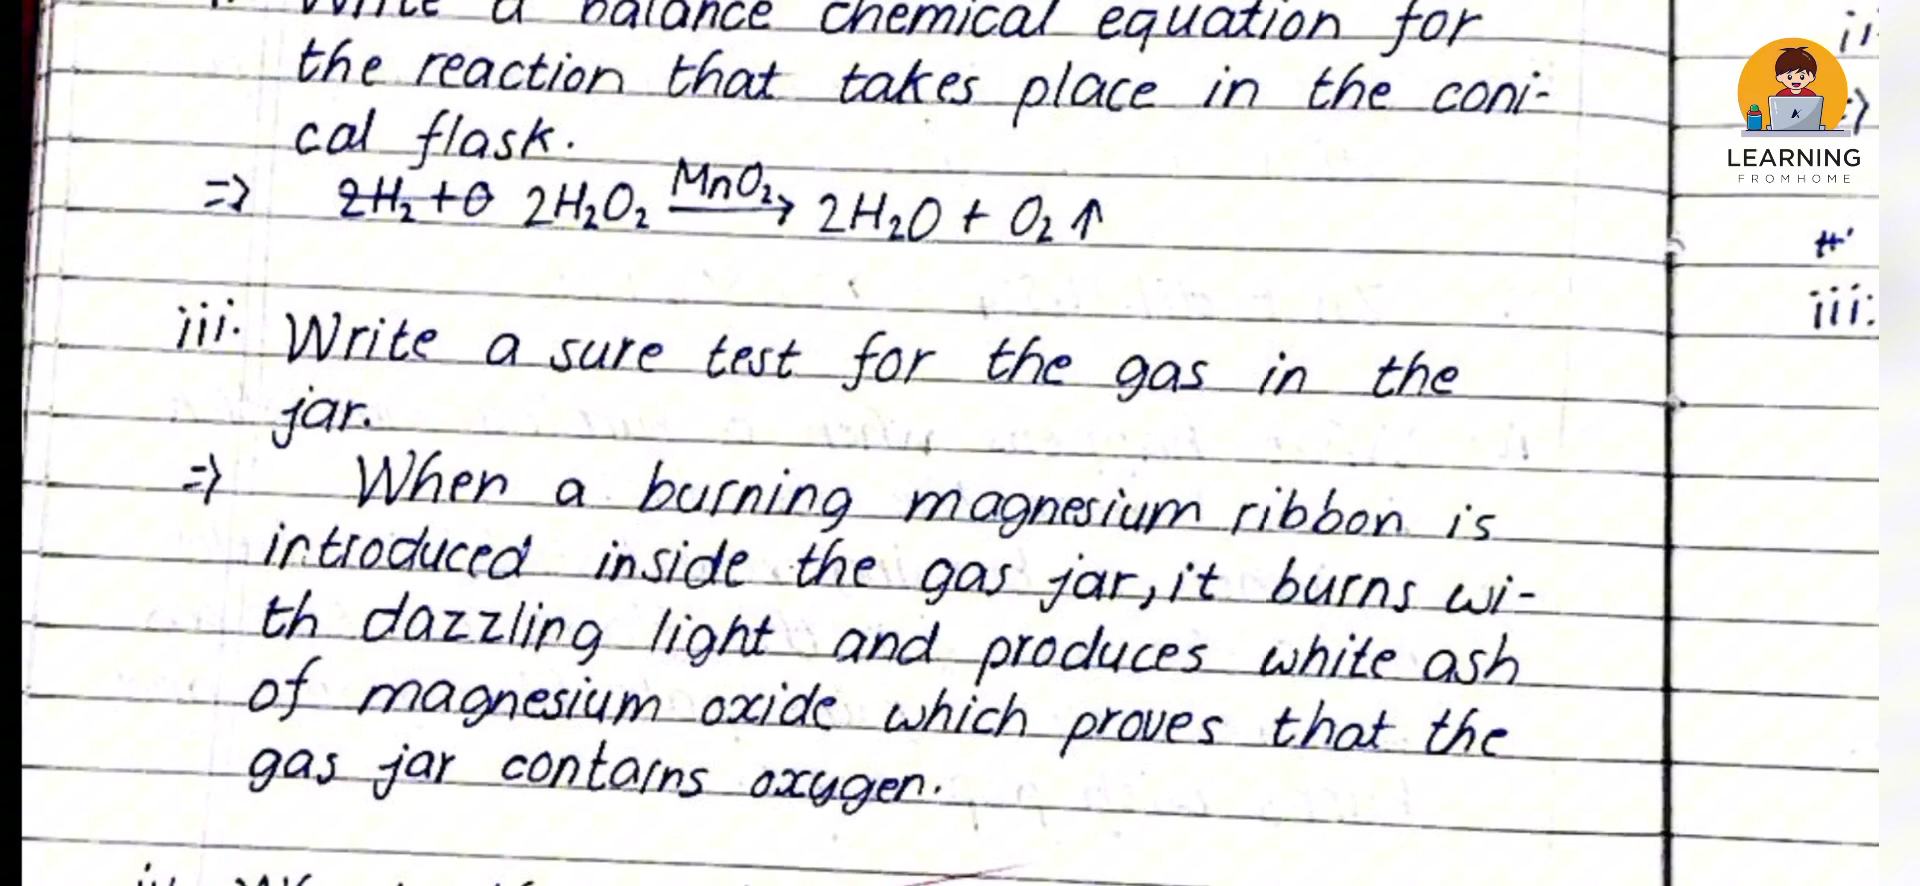 Write a balance chemical equation for
the reaction that takes place in the coni-
cal flask.
=> 2H₂+O 2H₂O₂ MnO₂→ 2H₂O + O₂ ↑
iii. Write a sure test for the gas in the
jar.
=> When a burning magnesium ribbon is
introduced inside the gas jar, it burns wi-
th dazzling light and produces white ash
of magnesium oxide which proves that the
gas jar contains oxygen.
=>
iii:
LEARNING
FROMHOME